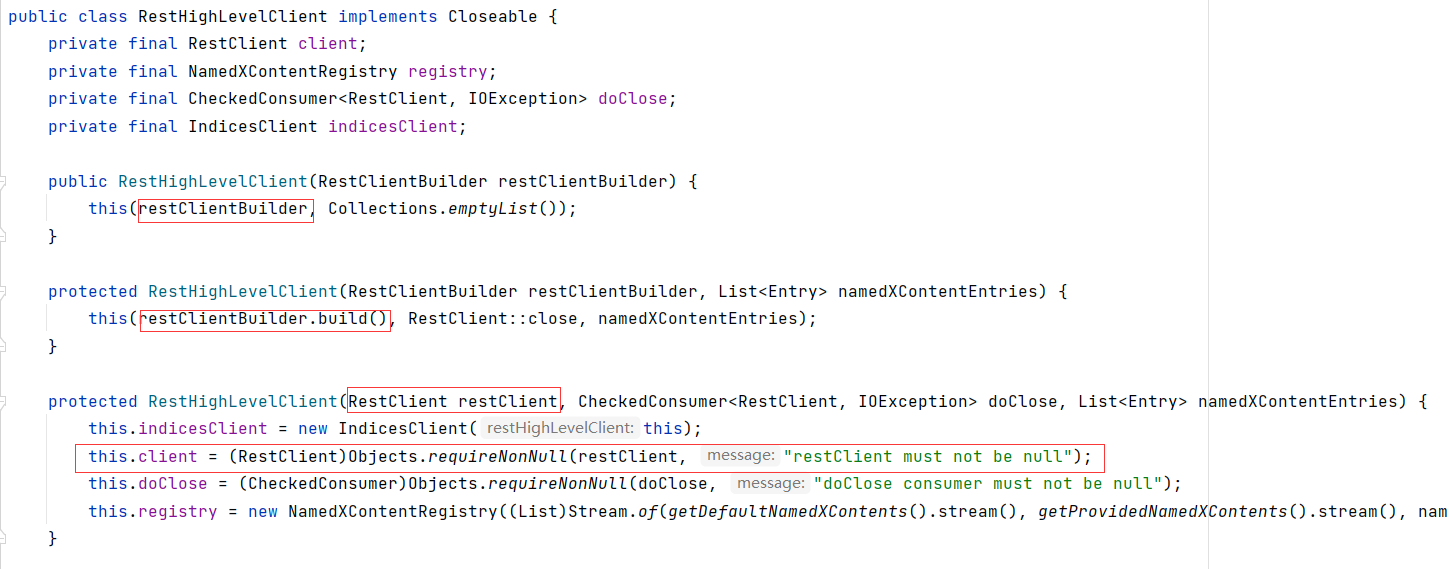 public class RestHighLevelClient implements Closeable {
    private final RestClient client;
    private final NamedXContentRegistry registry;
    private final CheckedConsumer<RestClient, IOException> doClose;
    private final IndicesClient indicesClient;

    public RestHighLevelClient(RestClientBuilder restClientBuilder) {
        this(restClientBuilder, Collections.emptyList());
    }

    protected RestHighLevelClient(RestClientBuilder restClientBuilder, List<Entry> namedXContentEntries) {
        this(restClientBuilder.build(), RestClient::close, namedXContentEntries);
    }

    protected RestHighLevelClient(RestClient restClient, CheckedConsumer<RestClient, IOException> doClose, List<Entry> namedXContentEntries) {
        this.indicesClient = new IndicesClient( restHighLevelClient: this);
        this.client = (RestClient)Objects.requireNonNull(restClient, message: "restClient must not be null");
        this.doClose = (CheckedConsumer)Objects.requireNonNull(doClose, message: "doClose consumer must not be null");
        this.registry = new NamedXContentRegistry((List)Stream.of(getDefaultNamedXContents().stream(), getProvidedNamedXContents().stream(), nam
    }